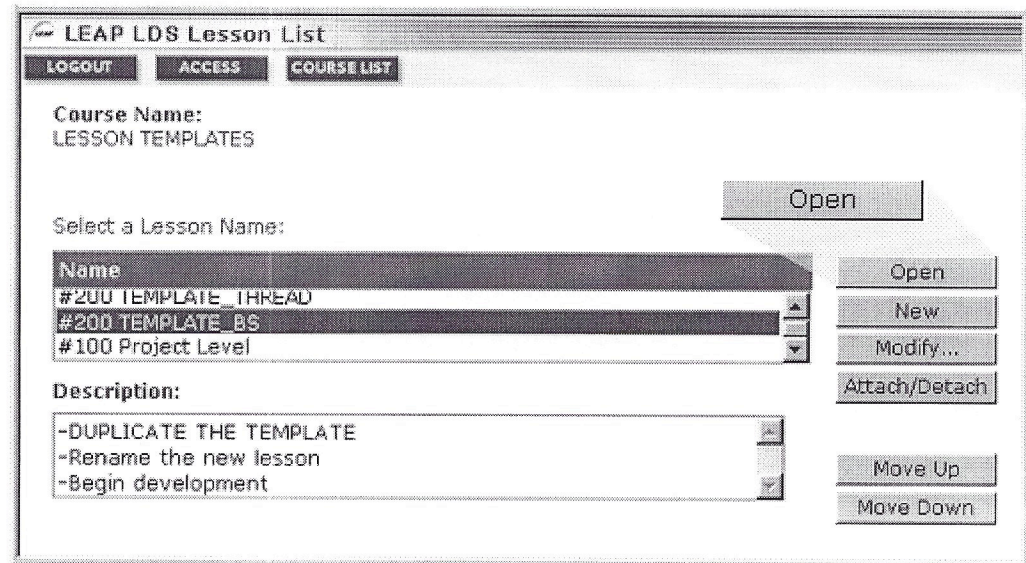 LEAP LDS Lesson List
LOGOUT ACCESS COURSE LIST
Course Name:
LESSON TEMPLATES
Open
Select a Lesson Name:
Name
#200 TEMPLATE_THREAD
#200 TEMPLATE_BS
#100 Project Level
Open
New
Modify...
Attach/Detach
Description:
-DUPLICATE THE TEMPLATE
-Rename the new lesson
-Begin development
Move Up
Move Down